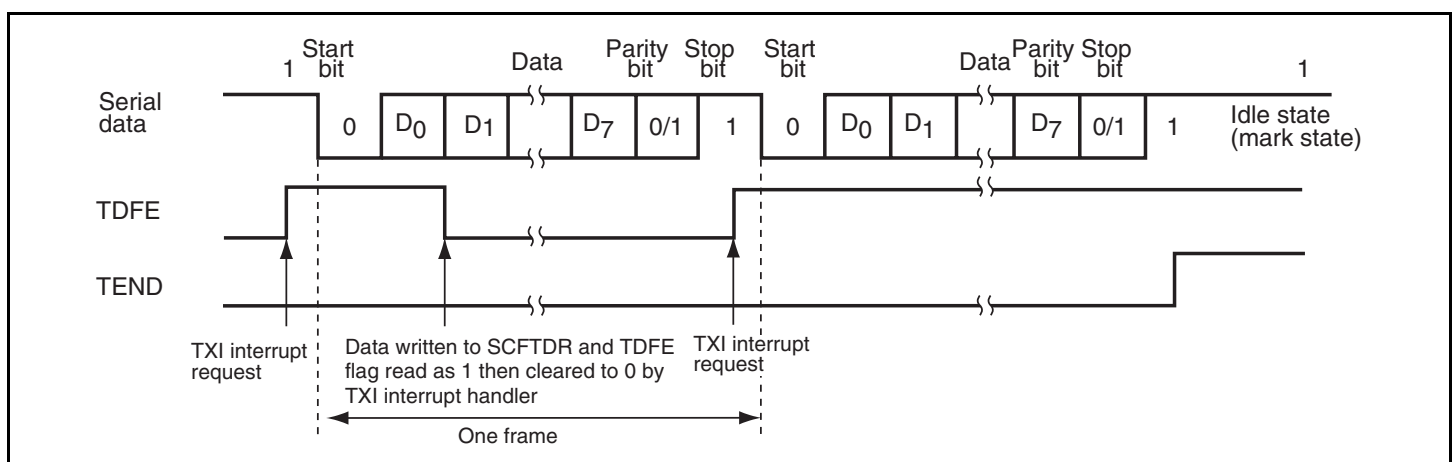 1 Start bit Data Parity bit Stop bit Start bit Data Parity bit Stop bit 1
Serial data 0 D0 D1 D7 0/1 1 0 D0 D1 D7 0/1 1 Idle state (mark state)
TDFE
TEND
TXI interrupt request
Data written to SCFTDR and TDFE
flag read as 1 then cleared to 0 by
TXI interrupt handler
TXI interrupt request
One frame